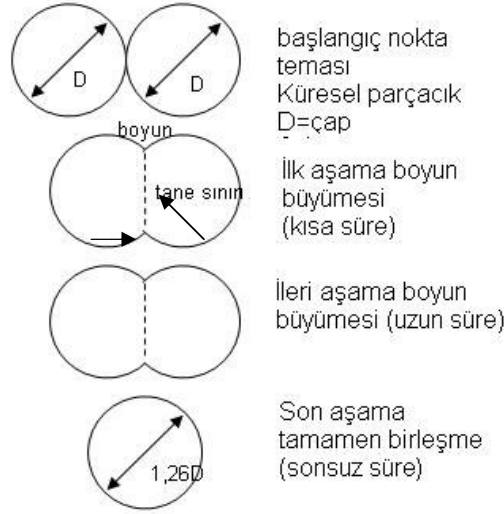 D
D
başlangıç nokta
teması
Küresel parçacık
D=çap
boyun
tane sınırı
İlk aşama boyun
büyümesi
(kısa süre)
İleri aşama boyun
büyümesi (uzun süre)
1,26D
Son aşama
tamamen birleşme
(sonsuz süre)